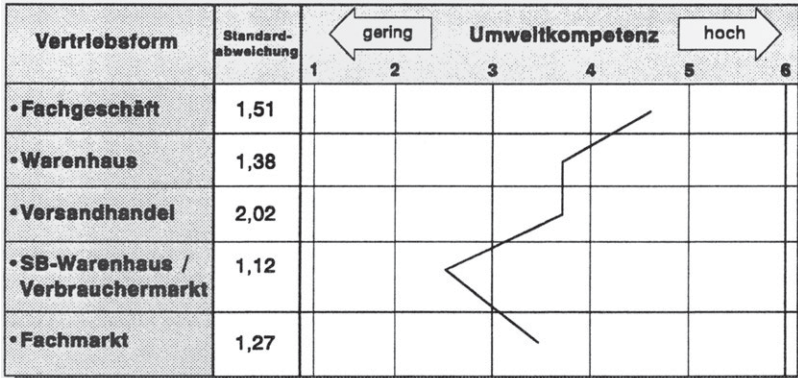 Vertriebsform
Standard-
abweichung
gering
Umweltkompetenz
hoch
1 2 3 4 5 6
• Fachgeschäft 1,51
• Warenhaus 1,38
• Versandhandel 2,02
• SB-Warenhaus / 1,12
Verbrauchermarkt
• Fachmarkt 1,27